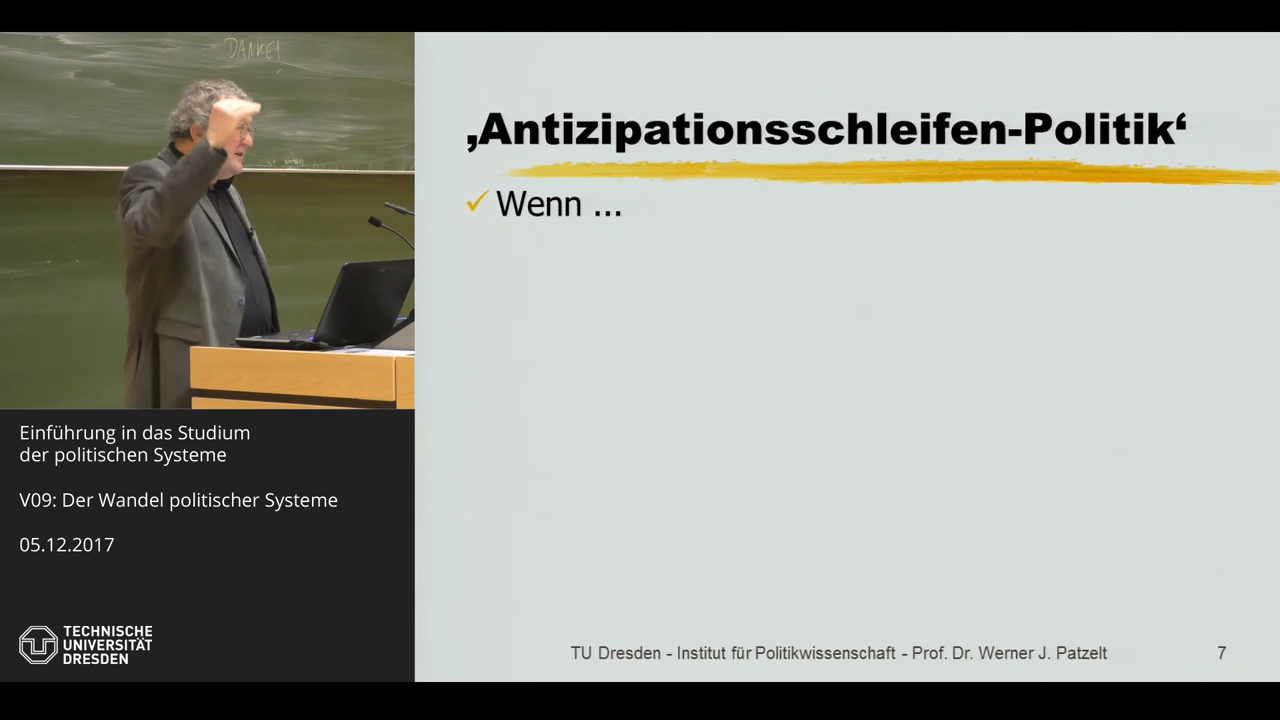 DANKE!
‚Antizipationsschleifen-Politik‘
✓ Wenn ...
Einführung in das Studium
der politischen Systeme
V09: Der Wandel politischer Systeme
05.12.2017
TECHNISCHE
UNIVERSITÄT
DRESDEN
TU Dresden - Institut für Politikwissenschaft - Prof. Dr. Werner J. Patzelt
7